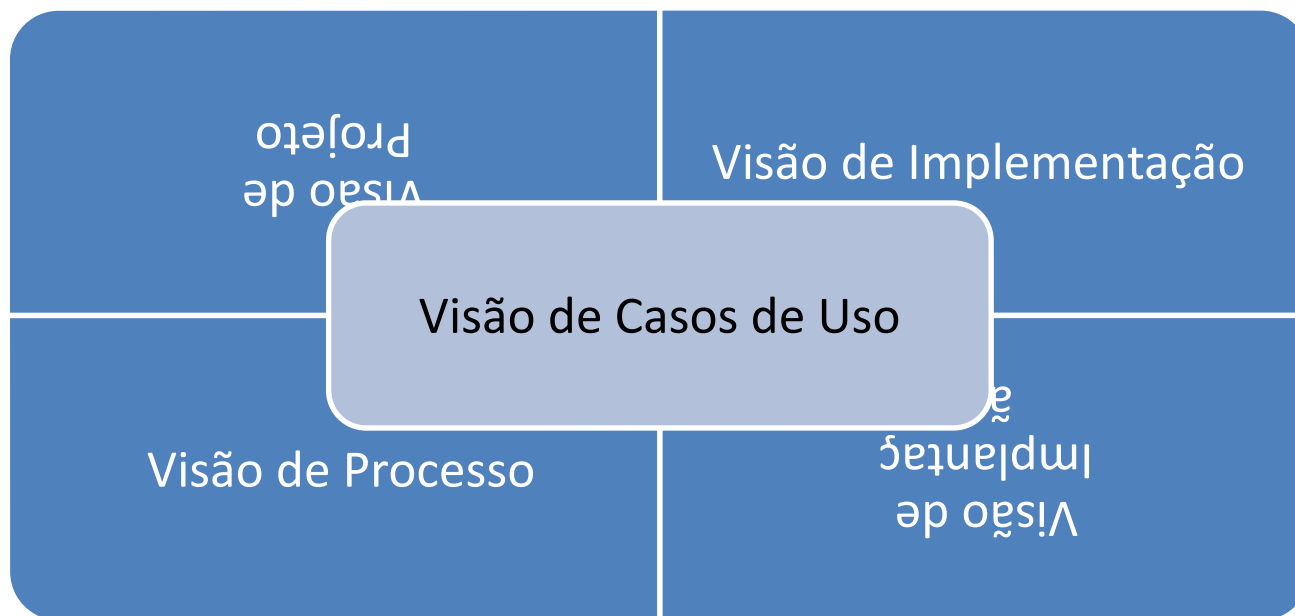 Visão de
Projeto
Visão de Implementação
Visão de Casos de Uso
Visão de Processo
Visão de
Implantaç
ã